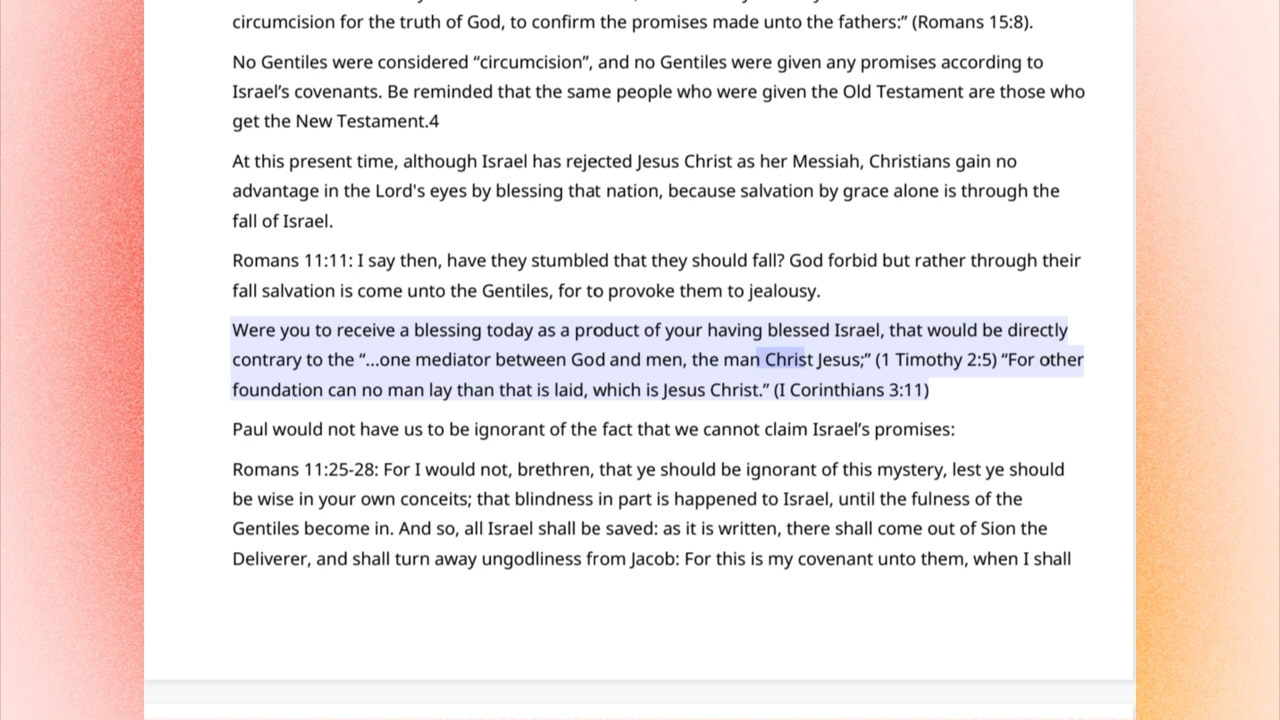 circumcision for the truth of God, to confirm the promises made unto the fathers:” (Romans 15:8).
No Gentiles were considered “circumcision”, and no Gentiles were given any promises according to
Israel’s covenants. Be reminded that the same people who were given the Old Testament are those who
get the New Testament.4
At this present time, although Israel has rejected Jesus Christ as her Messiah, Christians gain no
advantage in the Lord's eyes by blessing that nation, because salvation by grace alone is through the
fall of Israel.
Romans 11:11: I say then, have they stumbled that they should fall? God forbid but rather through their
fall salvation is come unto the Gentiles, for to provoke them to jealousy.
Were you to receive a blessing today as a product of your having blessed Israel, that would be directly
contrary to the “…one mediator between God and men, the man Christ Jesus;” (1 Timothy 2:5) “For other
foundation can no man lay than that is laid, which is Jesus Christ.” (I Corinthians 3:11)
Paul would not have us to be ignorant of the fact that we cannot claim Israel’s promises:
Romans 11:25-28: For I would not, brethren, that ye should be ignorant of this mystery, lest ye should
be wise in your own conceits; that blindness in part is happened to Israel, until the fulness of the
Gentiles become in. And so, all Israel shall be saved: as it is written, there shall come out of Sion the
Deliverer, and shall turn away ungodliness from Jacob: For this is my covenant unto them, when I shall